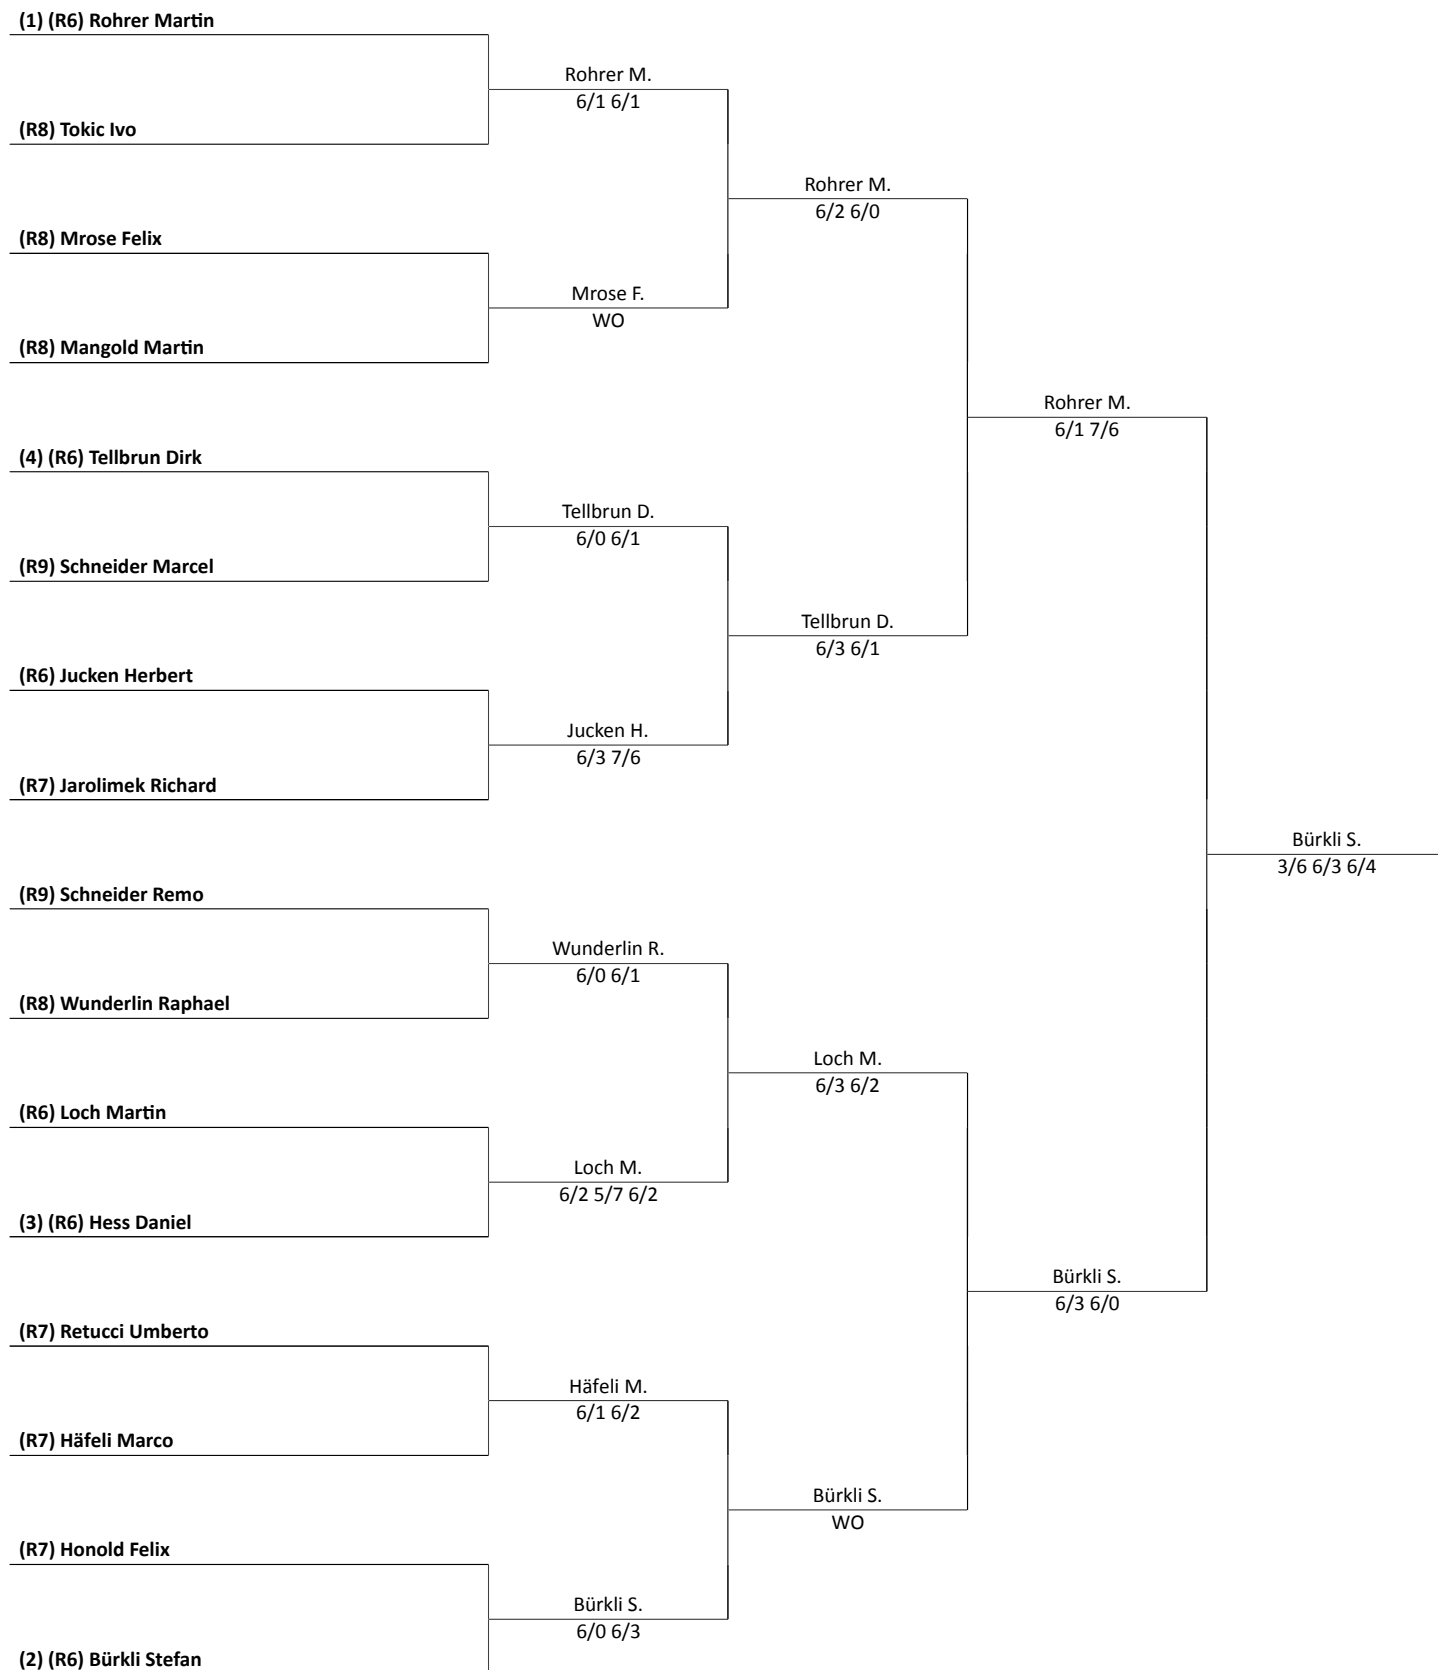 (1) (R6) Rohrer Martin
Rohrer M.
6/1 6/1
(R8) Tokic Ivo
Rohrer M.
6/2 6/0
(R8) Mrose Felix
Mrose F.
WO
(R8) Mangold Martin
Rohrer M.
6/1 7/6
(4) (R6) Tellbrun Dirk
Tellbrun D.
6/0 6/1
(R9) Schneider Marcel
Tellbrun D.
6/3 6/1
(R6) Jucken Herbert
Jucken H.
6/3 7/6
(R7) Jarolimek Richard
Bürkli S.
3/6 6/3 6/4
(R9) Schneider Remo
Wunderlin R.
6/0 6/1
(R8) Wunderlin Raphael
Loch M.
6/3 6/2
(R6) Loch Martin
Loch M.
6/2 5/7 6/2
(3) (R6) Hess Daniel
Bürkli S.
6/3 6/0
(R7) Retucci Umberto
Häfeli M.
6/1 6/2
(R7) Häfeli Marco
Bürkli S.
WO
(R7) Honold Felix
Bürkli S.
6/0 6/3
(2) (R6) Bürkli Stefan